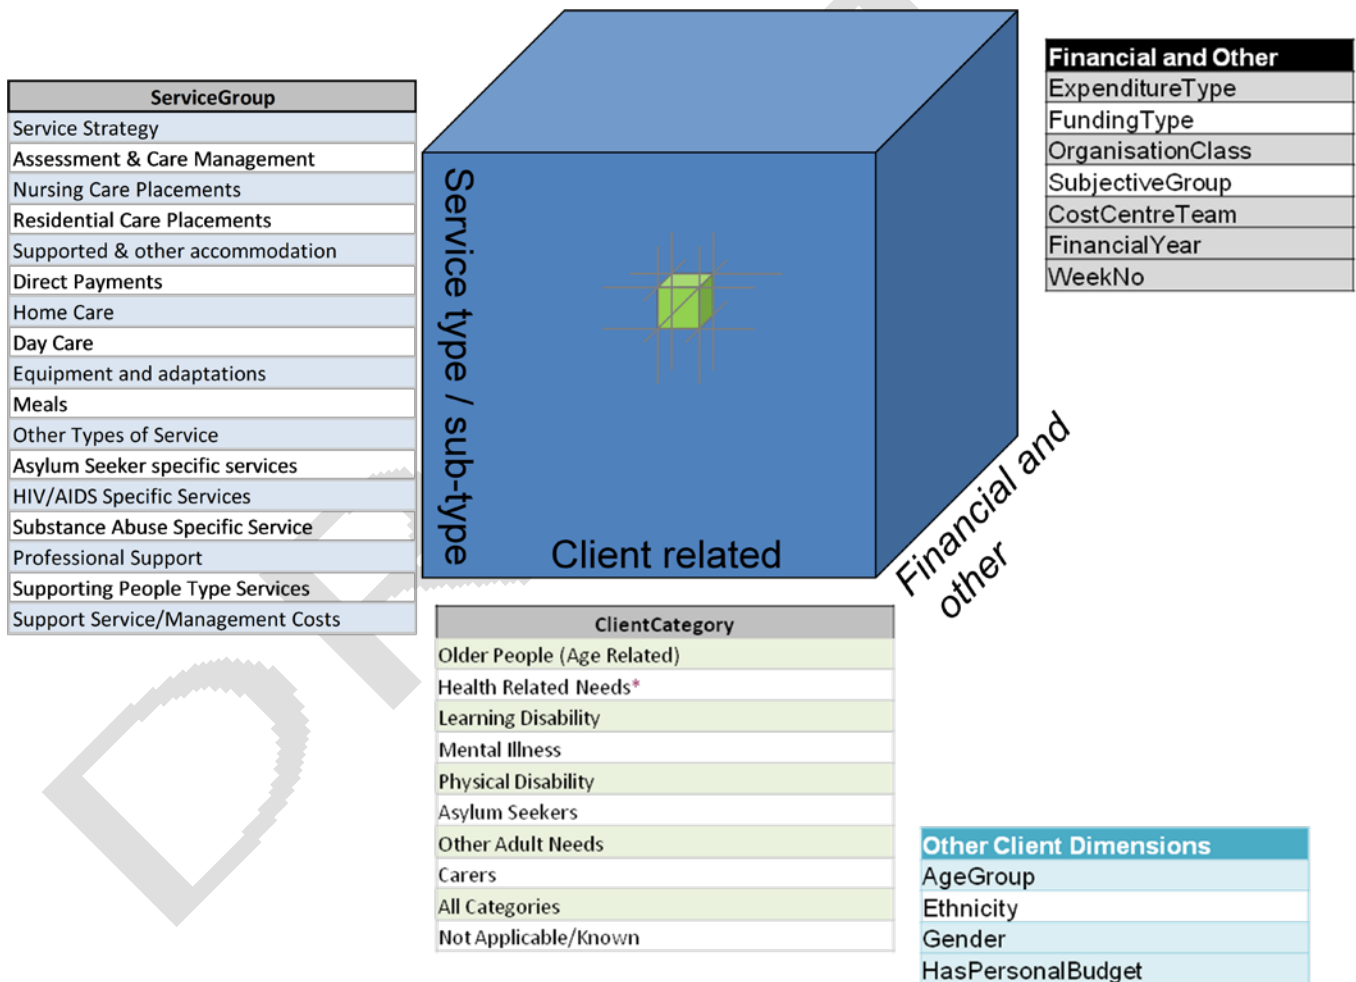 ServiceGroup
Service Strategy
Assessment & Care Management
Nursing Care Placements
Residential Care Placements
Supported & other accommodation
Direct Payments
Home Care
Day Care
Equipment and adaptations
Meals
Other Types of Service
Asylum Seeker specific services
HIV/AIDS Specific Services
Substance Abuse Specific Service
Professional Support
Supporting People Type Services
Support Service/Management Costs
Service type / sub-type
Client related
Financial and
other
Financial and Other
ExpenditureType
FundingType
OrganisationClass
SubjectiveGroup
CostCentreTeam
FinancialYear
WeekNo
ClientCategory
Older People (Age Related)
Health Related Needs*
Learning Disability
Mental Illness
Physical Disability
Asylum Seekers
Other Adult Needs
Carers
All Categories
Not Applicable/Known
Other Client Dimensions
AgeGroup
Ethnicity
Gender
HasPersonalBudget